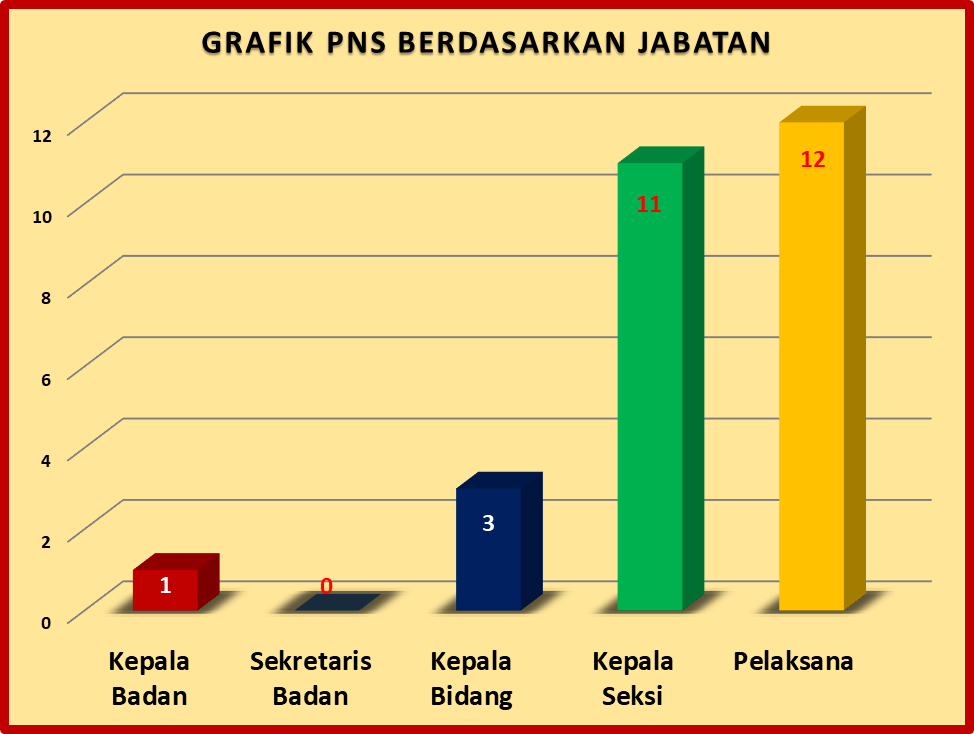 GRAFIK PNS BERDASARKAN JABATAN
12
10
8
6
4
2
0
1
0
3
11
12
Kepala
Badan
Sekretaris
Badan
Kepala
Bidang
Kepala
Seksi
Pelaksana